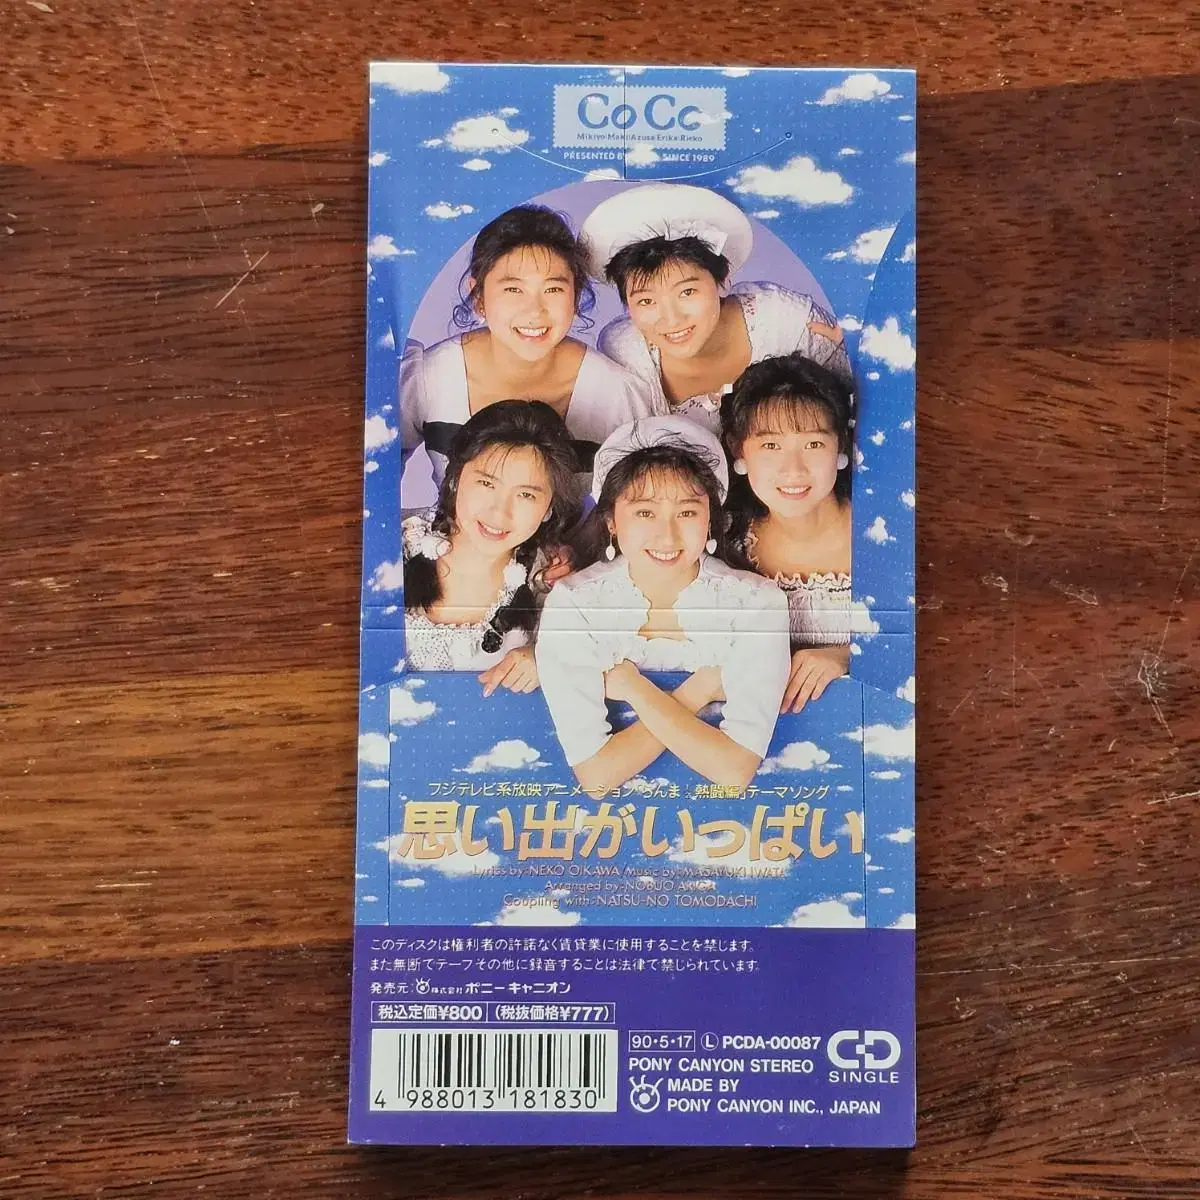 CoCo
Mikiyo·Maki·Azusa·Erika·Rieko
PRESENTED B SINCE 1989
フジテレビ系放映アニメーション「らんま½熱闘編」テーマソング
思い出がいっぱい
Lyrics by:NEKO OIKAWA/Music by:MASAYUKI IWATA
Arranged by:NOBUO ARIGA
Coupling with:NATSU-NO TOMODACHI
このディスクは権利者の許諾なく賃貸業に使用することを禁じます。
また無断でテープその他に録音することは法律で禁じられています。
発売元:株式会社ポニーキャニオン
税込定価¥800 (税抜価格¥777)
90·5·17 Ⓛ PCDA-00087
CD
SINGLE
PONY CANYON STEREO
MADE BY
PONY CANYON INC., JAPAN
4 988013 181830